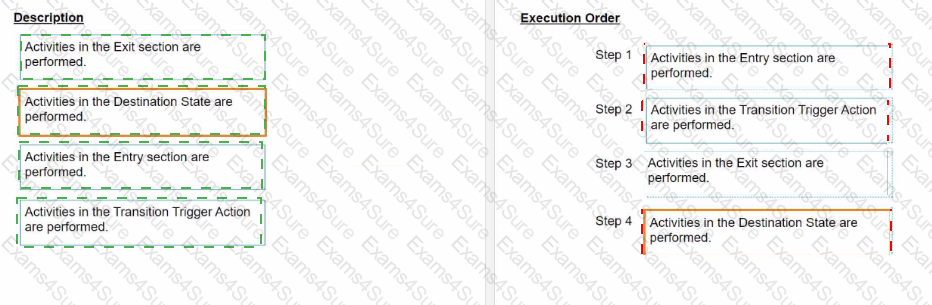 Description
Activities in the Exit section are
performed.
Activities in the Destination State are
performed.
Activities in the Entry section are
performed.
Activities in the Transition Trigger Action
are performed.
Execution Order
Step 1
Activities in the Entry section are
performed.
Step 2
Activities in the Transition Trigger Action
are performed.
Step 3
Activities in the Exit section are
performed.
Step 4
Activities in the Destination State are
performed.